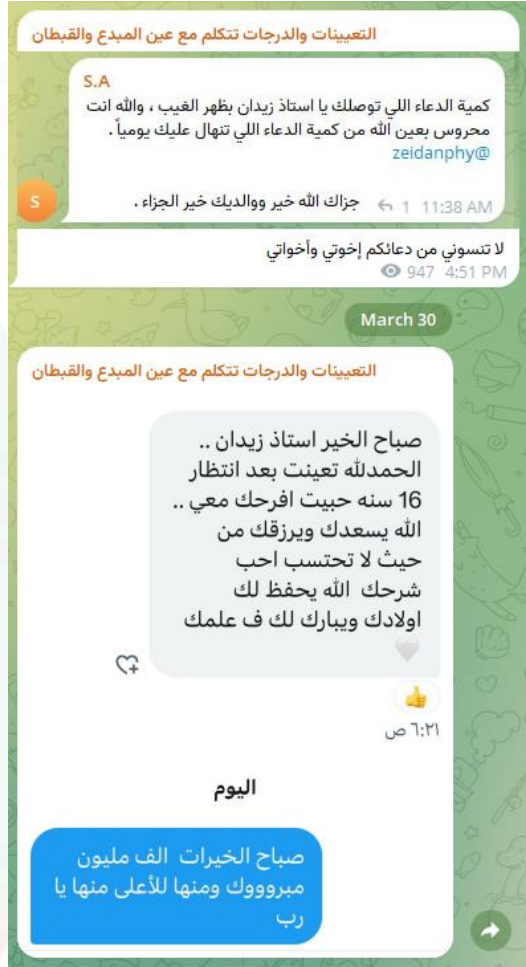 التعيينات والدرجات تتكلم مع عين المبدع والقبطان
S.A
كمية الدعاء اللي توصلك يا استاذ زيدان بظهر الغيب ، والله انت
محروس بعين الله من كمية الدعاء اللي تنهال عليك يومياً .
@zeidanphy
جزاك الله خير ووالديك خير الجزاء .
1 11:38 AM
S
لا تنسوني من دعائكم إخوتي وأخواتي
947 4:51 PM
March 30
التعيينات والدرجات تتكلم مع عين المبدع والقبطان
صباح الخير استاذ زيدان ..
الحمدلله تعينت بعد انتظار
16 سنه حبيت افرحك معي ..
الله يسعدك ويرزقك من
حيث لا تحتسب احب
شرحك الله يحفظ لك
اولادك ويبارك لك ف علمك
🤍
👍
٦:٢١ ص
اليوم
صباح الخيرات الف مليون
مبروووك ومنها للأعلى منها يا
رب